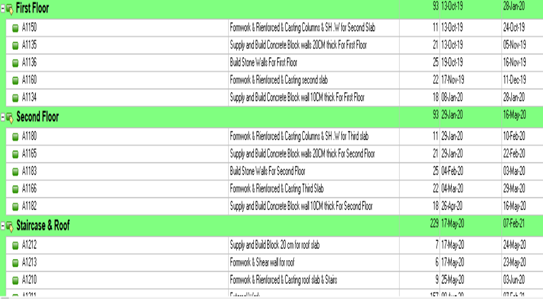 First Floor 93 13-Oct-19 28-Jan-20
A1150 Formwork & Rienforced & Casting Columns & SH .W for Second Slab 11 13-Oct-19 24-Oct-19
A1135 Supply and Build Concrete Block walls 20CM thick For First Floor 21 13-Oct-19 05-Nov-19
A1136 Build Stone Walls For First Floor 25 19-Oct-19 16-Nov-19
A1160 Formwork & Rienforced & Casting second slab 22 17-Nov-19 11-Dec-19
A1134 Supply and Build Concrete Block wall 10CM thick For First Floor 18 08-Jan-20 28-Jan-20
Second Floor 93 29-Jan-20 16-May-20
A1180 Formwork & Rienforced & Casting Columns & SH .W for Third slab 11 29-Jan-20 10-Feb-20
A1165 Supply and Build Concrete Block walls 20CM thick For Second Floor 21 29-Jan-20 22-Feb-20
A1183 Build Stone Walls For Second Floor 25 04-Feb-20 03-Mar-20
A1166 Formwork & Rienforced & Casting Third Slab 22 04-Mar-20 29-Mar-20
A1182 Supply and Build Concrete Block wall 10CM thick For Second Floor 18 26-Apr-20 16-May-20
Staircase & Roof 229 17-May-20 07-Feb-21
A1212 Supply and Build Block 20 cm for roof slab 7 17-May-20 24-May-20
A1213 Formwork & Shear wall for roof 6 17-May-20 23-May-20
A1210 Formwork & Rienforced & Casting roof slab & Stairs 9 25-May-20 03-Jun-20